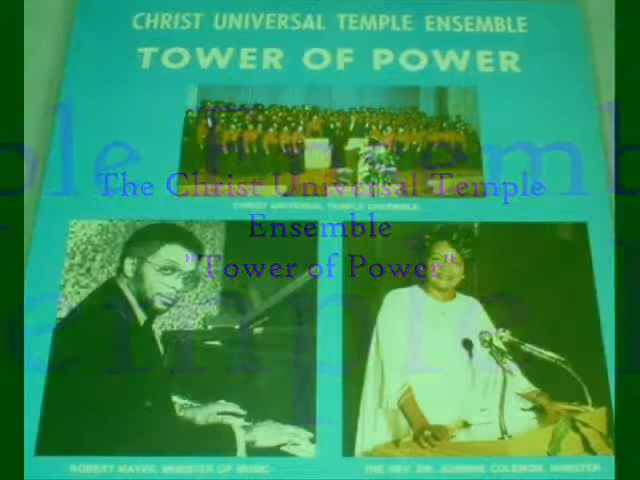 CHRIST UNIVERSAL TEMPLE ENSEMBLE
TOWER OF POWER
The Christ Universal Temple
Ensemble
"Tower of Power"
CHRIST UNIVERSAL TEMPLE ENSEMBLE
ROBERT MAYES, MINISTER OF MUSIC
THE REV. DR. JOHNNIE COLEMON, MINISTER